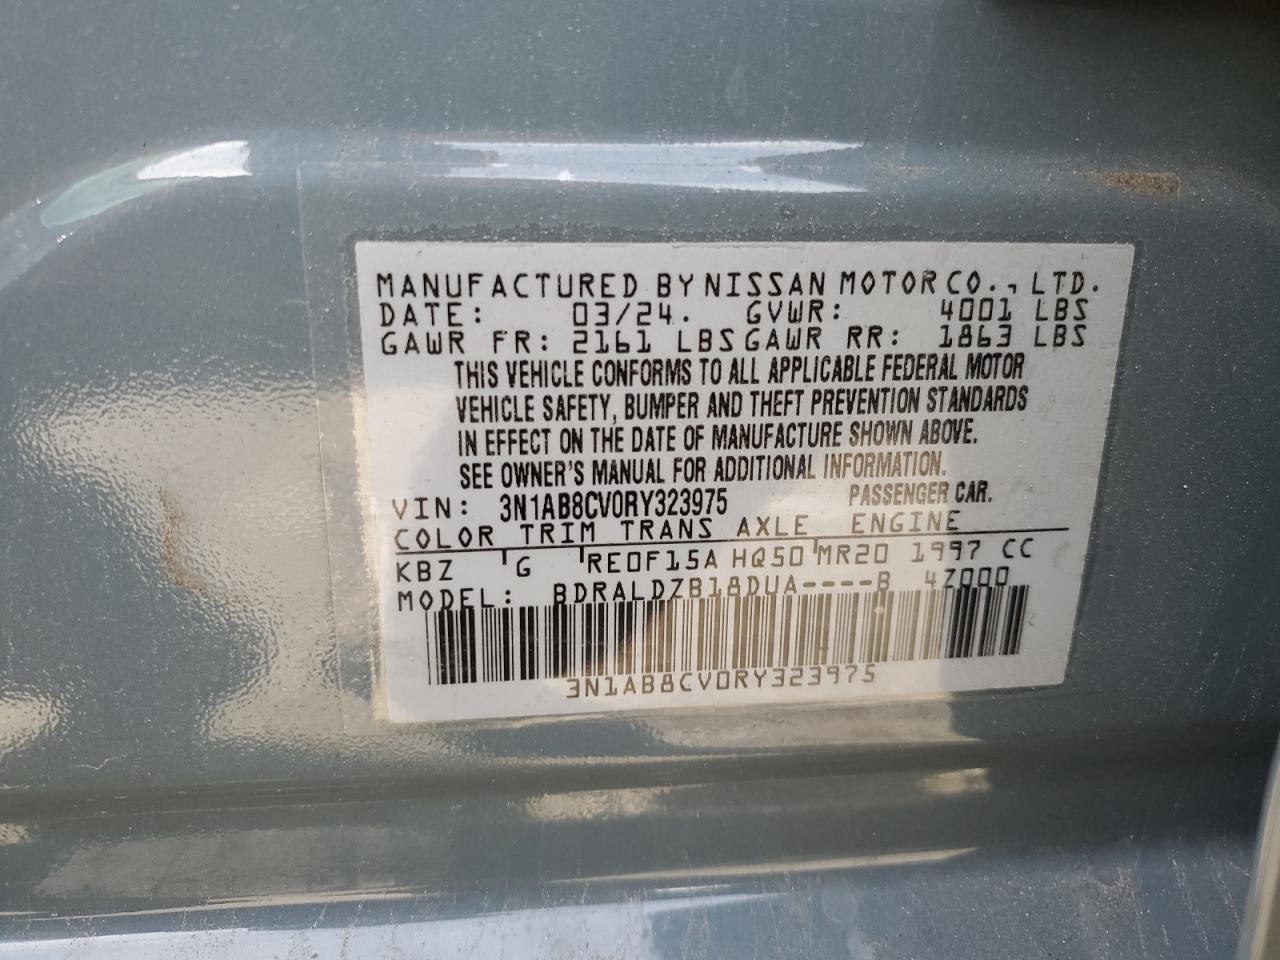 MANUFACTURED BY NISSAN MOTOR CO., LTD.
DATE: 03/24. GVWR: 4001 LBS
GAWR FR: 2161 LBS GAWR RR: 1863 LBS
THIS VEHICLE CONFORMS TO ALL APPLICABLE FEDERAL MOTOR
VEHICLE SAFETY, BUMPER AND THEFT PREVENTION STANDARDS
IN EFFECT ON THE DATE OF MANUFACTURE SHOWN ABOVE.
SEE OWNER'S MANUAL FOR ADDITIONAL INFORMATION.
VIN: 3N1AB8CV0RY323975 PASSENGER CAR.
COLOR TRIM TRANS AXLE ENGINE
KBZ G RE0F15A HQ50 MR20 1997 CC
MODEL: BDRALDZB18DUA----B 4Z000
3N1AB8CV0RY323975